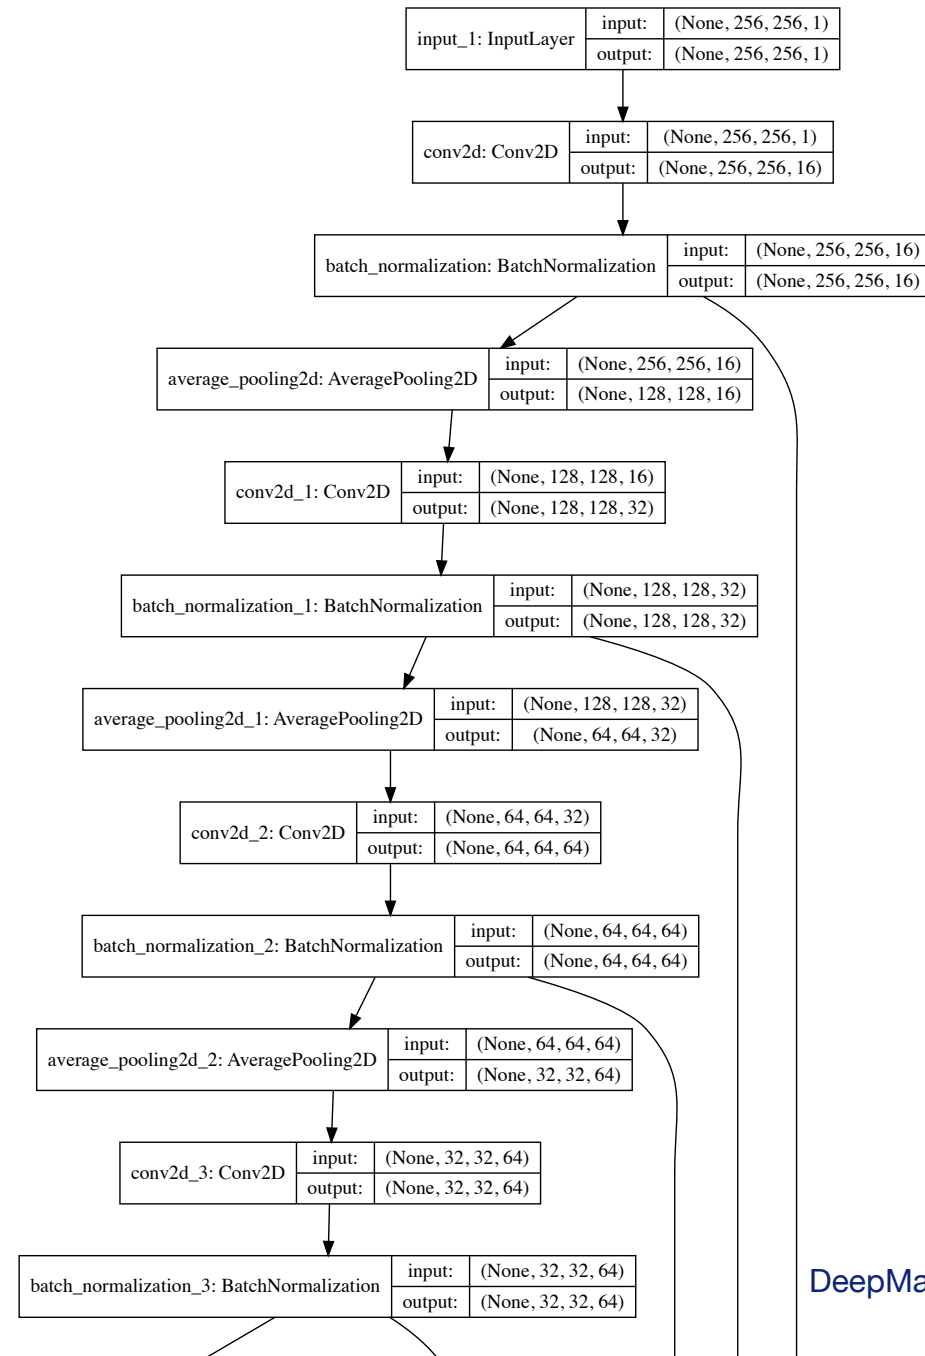 input_1: InputLayer
input: (None, 256, 256, 1)
output: (None, 256, 256, 1)
conv2d: Conv2D
input: (None, 256, 256, 1)
output: (None, 256, 256, 16)
batch_normalization: BatchNormalization
input: (None, 256, 256, 16)
output: (None, 256, 256, 16)
average_pooling2d: AveragePooling2D
input: (None, 256, 256, 16)
output: (None, 128, 128, 16)
conv2d_1: Conv2D
input: (None, 128, 128, 16)
output: (None, 128, 128, 32)
batch_normalization_1: BatchNormalization
input: (None, 128, 128, 32)
output: (None, 128, 128, 32)
average_pooling2d_1: AveragePooling2D
input: (None, 128, 128, 32)
output: (None, 64, 64, 32)
conv2d_2: Conv2D
input: (None, 64, 64, 32)
output: (None, 64, 64, 64)
batch_normalization_2: BatchNormalization
input: (None, 64, 64, 64)
output: (None, 64, 64, 64)
average_pooling2d_2: AveragePooling2D
input: (None, 64, 64, 64)
output: (None, 32, 32, 64)
conv2d_3: Conv2D
input: (None, 32, 32, 64)
output: (None, 32, 32, 64)
batch_normalization_3: BatchNormalization
input: (None, 32, 32, 64)
output: (None, 32, 32, 64)
DeepMa